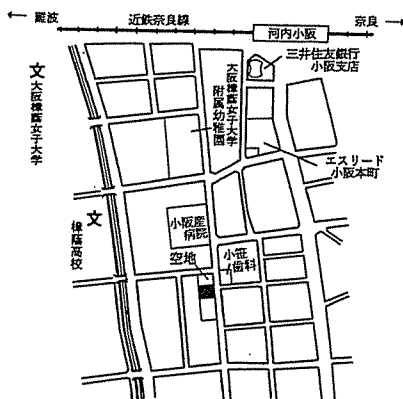 ← 難波
近鉄奈良線
奈良 →
河内小阪
三井住友銀行
小阪支店
文
大阪樟蔭女子大学
大阪樟蔭女子大学
附属幼稚園
エスリード
小阪本町
文
樟蔭高校
小阪産
病院
小笹
歯科
空地